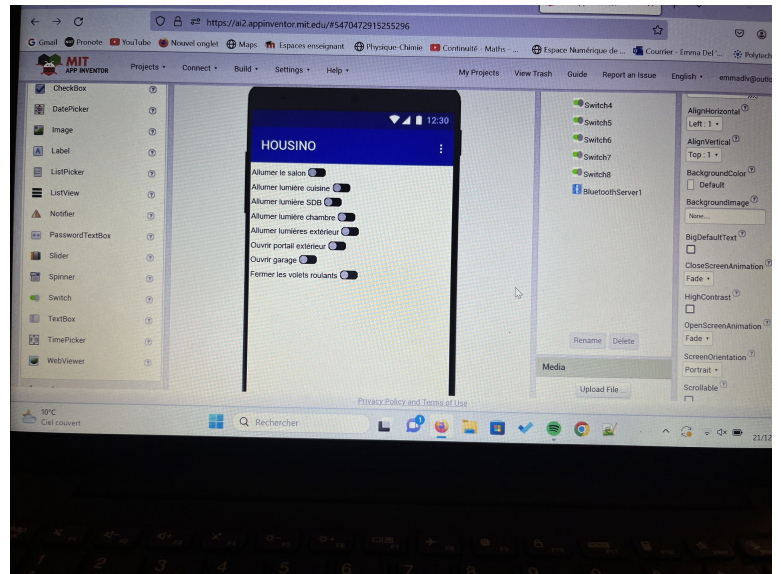 https://ai2.appinventor.mit.edu/#5470472915255296
Gmail Pronote YouTube Nouvel onglet Maps Espaces enseignant Physique-Chimie Continuité - Maths - ... Espace Numérique de ... Courrier - Emma Del ... Polytech
MIT
APP INVENTOR
Projects Connect Build Settings Help My Projects View Trash Guide Report an Issue English
CheckBox
DatePicker
Image
Label
ListPicker
ListView
Notifier
PasswordTextBox
Slider
Spinner
Switch
TextBox
TimePicker
WebViewer
12:30
HOUSINO
Allumer le salon
Allumer lumière cuisine
Allumer lumière SDB
Allumer lumière chambre
Allumer lumières extérieur
Ouvrir portail extérieur
Ouvrir garage
Fermer les volets roulants
Switch4
Switch5
Switch6
Switch7
Switch8
BluetoothServer1
Rename Delete
Media
Upload File ...
AlignHorizontal
Left : 1
AlignVertical
Top : 1
BackgroundColor
Default
BackgroundImage
None...
BigDefaultText
CloseScreenAnimation
Fade
HighContrast
OpenScreenAnimation
Fade
ScreenOrientation
Portrait
Scrollable
Privacy Policy and Terms of Use
10°C
Ciel couvert
Rechercher
21/12